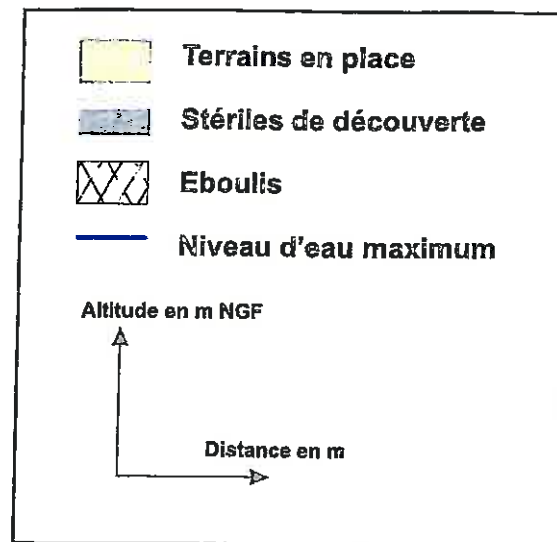 Terrains en place
Stériles de découverte
Eboulis
Niveau d'eau maximum
Altitude en m NGF
Distance en m